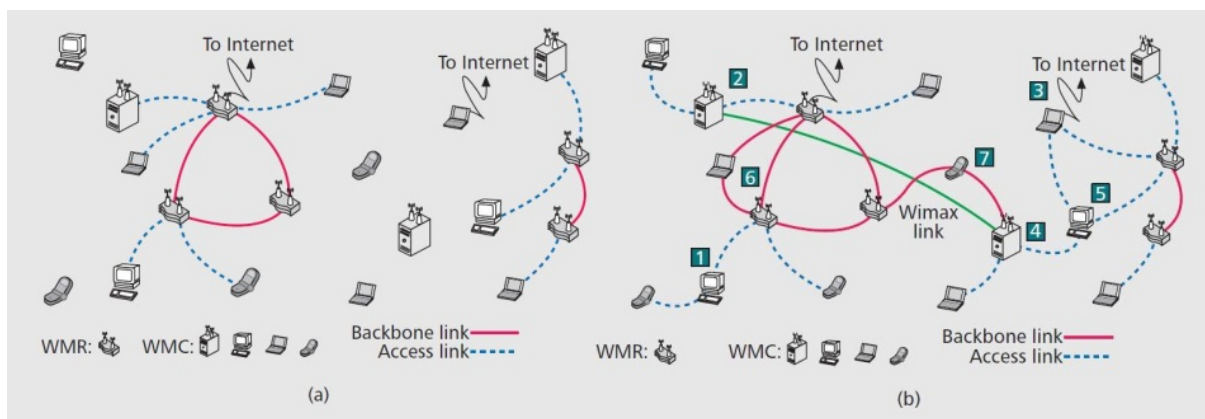 To Internet
To Internet
WMR:
WMC:
Backbone link
Access link
(a)
To Internet
To Internet
2
3
7
6
5
Wimax
link
4
1
WMR:
WMC:
Backbone link
Access link
(b)